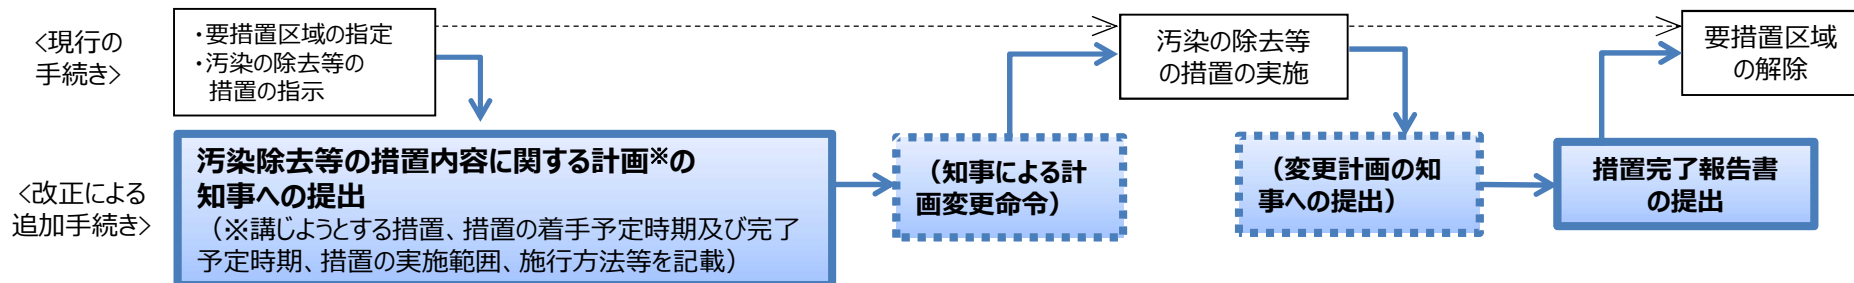 <現行の
手続き>
・要措置区域の指定
・汚染の除去等の
措置の指示
汚染の除去等
の措置の実施
要措置区域
の解除
<改正による
追加手続き>
汚染除去等の措置内容に関する計画※の
知事への提出
（※講じようとする措置、措置の着手予定時期及び完了
予定時期、措置の実施範囲、施行方法等を記載）
（知事による計
画変更命令）
（変更計画の知
事への提出）
措置完了報告書
の提出